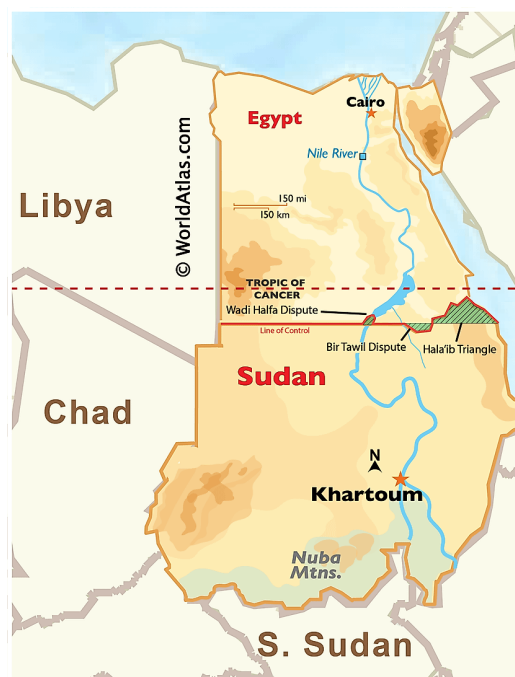 Cairo
Egypt
Nile River
© WorldAtlas.com
Libya
150 mi
150 km
TROPIC OF
CANCER
Wadi Halfa Dispute
Line of Control
Bir Tawil Dispute
Hala'ib Triangle
Sudan
Chad
N
Khartoum
Nuba
Mtns.
S. Sudan